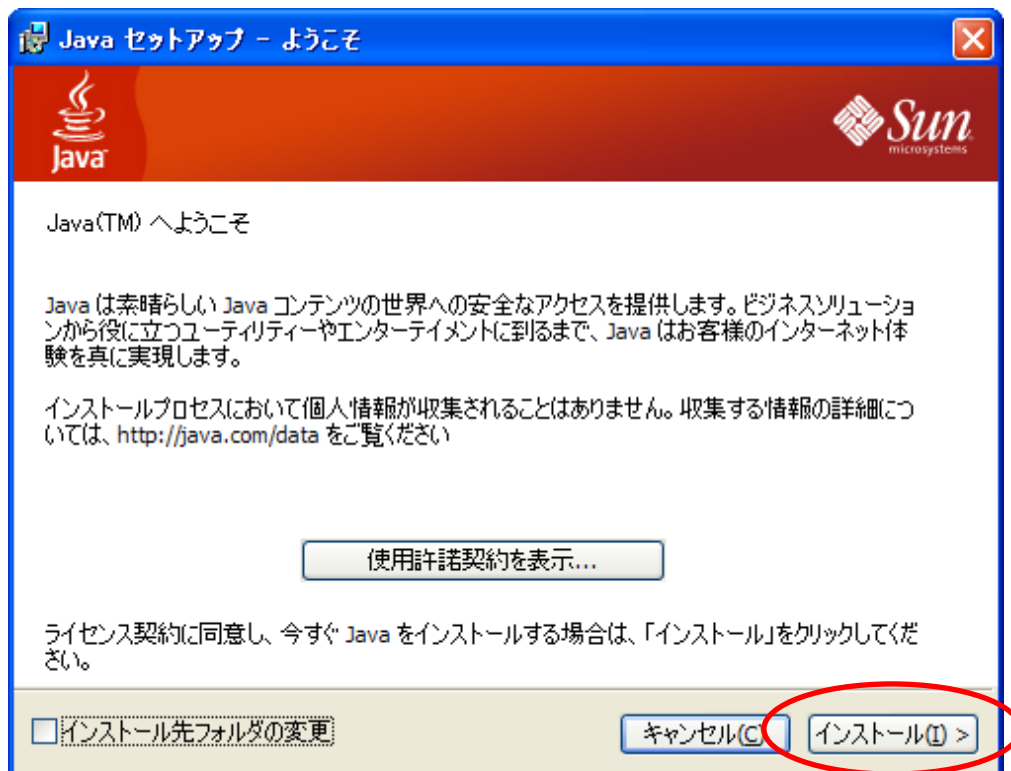 Java セットアップ - ようこそ
Java
Sun
microsystems
Java(TM) へようこそ
Java は素晴らしい Java コンテンツの世界への安全なアクセスを提供します。ビジネスソリューショ
ンから役に立つユーティリティーやエンターテイメントに到るまで、Java はお客様のインターネット体
験を真に実現します。
インストールプロセスにおいて個人情報が収集されることはありません。収集する情報の詳細につ
いては、http://java.com/data をご覧ください
使用許諾契約を表示...
ライセンス契約に同意し、今すぐ Java をインストールする場合は、「インストール」をクリックしてくだ
さい。
インストール先フォルダの変更
キャンセル(C)
インストール(I) >